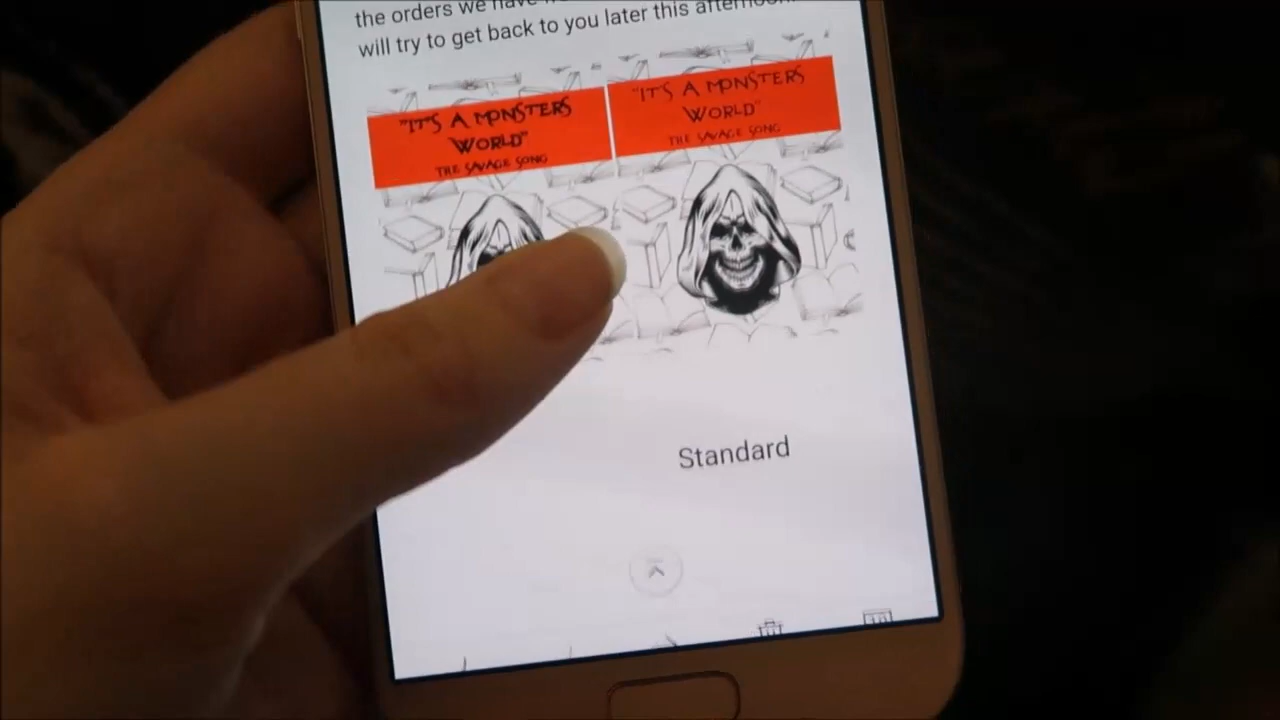 the orders we have
will try to get back to you later this afternoon.
"IT'S A MONSTERS
WORLD"
THE SAVAGE SONG
"IT'S A MONSTERS
WORLD"
THE SAVAGE SONG
Standard